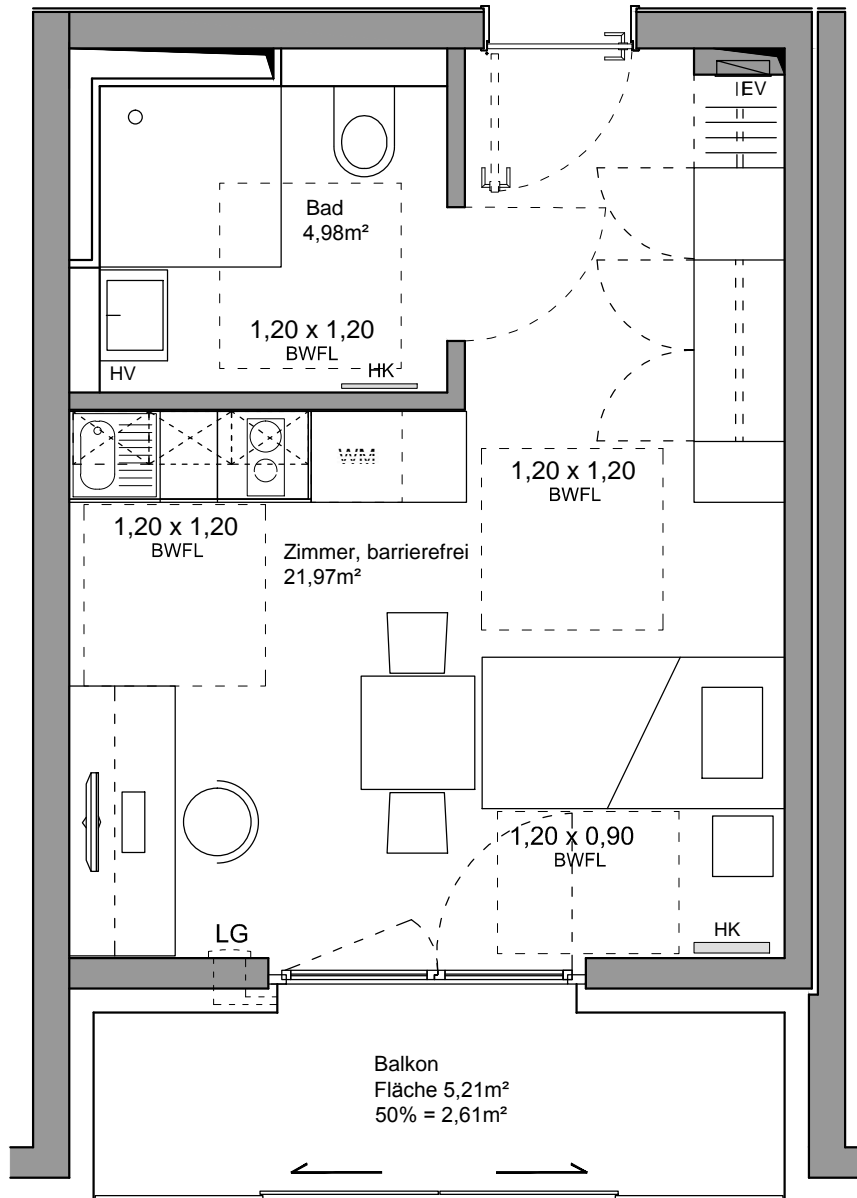 EV
Bad
4,98m²
1,20 x 1,20
BWFL
HV
HK
WM
1,20 x 1,20
BWFL
1,20 x 1,20
BWFL
Zimmer, barrierefrei
21,97m²
1,20 x 0,90
BWFL
LG
HK
Balkon
Fläche 5,21m²
50% = 2,61m²